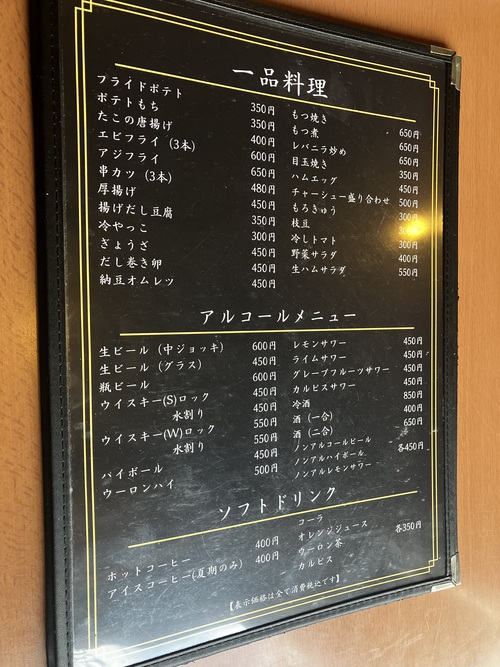 一品料理
フライドポテト 350円
ポテトもち 350円
たこの唐揚げ 400円
エビフライ (3本) 600円
アジフライ 650円
串カツ (3本) 480円
厚揚げ 450円
揚げだし豆腐 350円
冷やっこ 300円
ぎょうざ 450円
だし巻き卵 450円
納豆オムレツ 450円
もつ焼き 650円
もつ煮 650円
レバニラ炒め 650円
目玉焼き 350円
ハムエッグ 450円
チャーシュー盛り合わせ 500円
もろきゅう 300円
枝豆
冷しトマト 300円
野菜サラダ 400円
生ハムサラダ 550円
アルコールメニュー
生ビール (中ジョッキ) 600円
生ビール (グラス) 450円
瓶ビール 600円
ウイスキー(S)ロック 450円
水割り 450円
ウイスキー(W)ロック 550円
水割り 550円
ハイボール 450円
ウーロンハイ 500円
レモンサワー 450円
ライムサワー 450円
グレープフルーツサワー 450円
カルピスサワー 450円
冷酒 850円
酒 (一合) 400円
酒 (二合) 650円
ノンアルコールビール
ノンアルハイボール 各450円
ノンアルレモンサワー
ソフトドリンク
ホットコーヒー 400円
アイスコーヒー(夏期のみ) 400円
コーラ
オレンジジュース 各350円
ウーロン茶
カルピス
【表示価格は全て消費税込です】